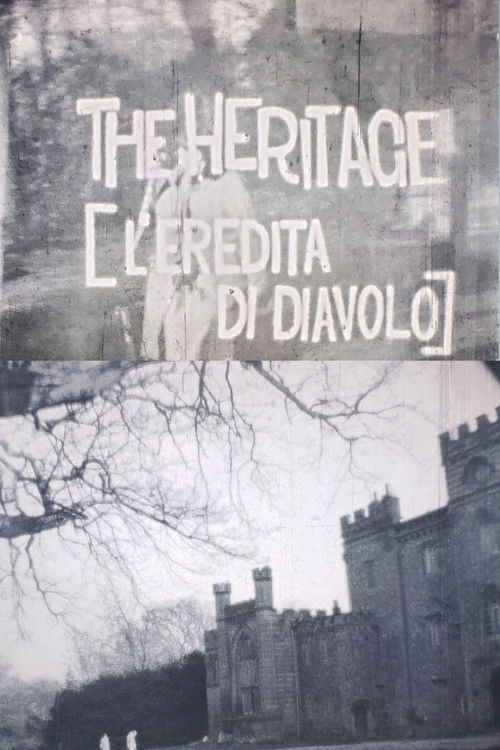 THE HERITAGE
[L'EREDITA
DI DIAVOLO]